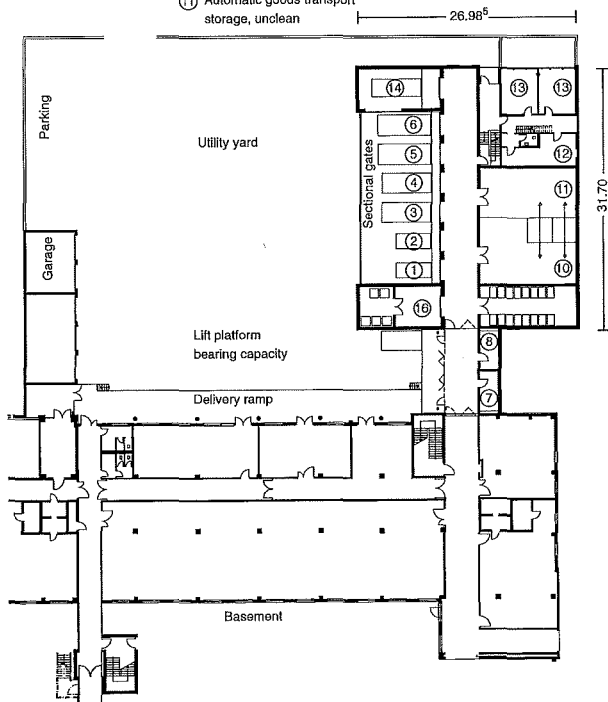 ⑪ Automatic goods transport
storage, unclean
26.98⁵
Parking
Utility yard
Sectional gates
⑭
⑬
⑬
⑥
⑤
⑫
④
③
⑪
31.70
②
①
⑩
Garage
⑯
Lift platform
bearing capacity
⑧
Delivery ramp
⑦
Basement